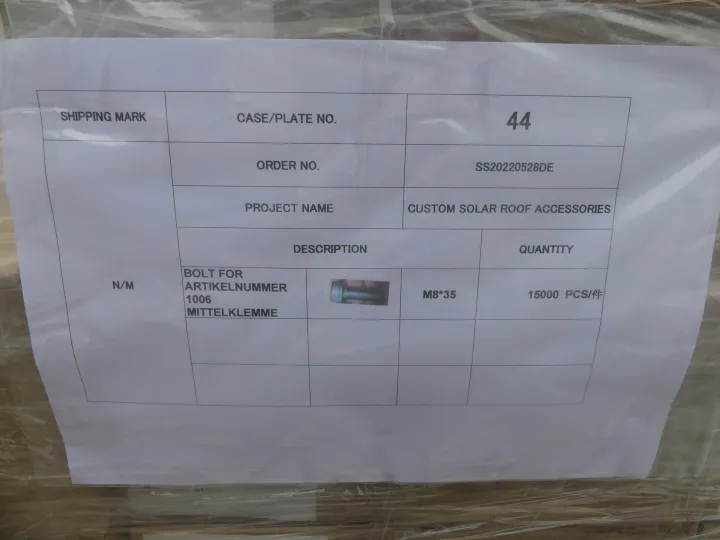 SHIPPING MARK
CASE/PLATE NO.
44
ORDER NO.
SS20220528DE
PROJECT NAME
CUSTOM SOLAR ROOF ACCESSORIES
DESCRIPTION
QUANTITY
N/M
BOLT FOR
ARTIKELNUMMER
1006
MITTELKLEMME
M8*35
15000 PCS/件